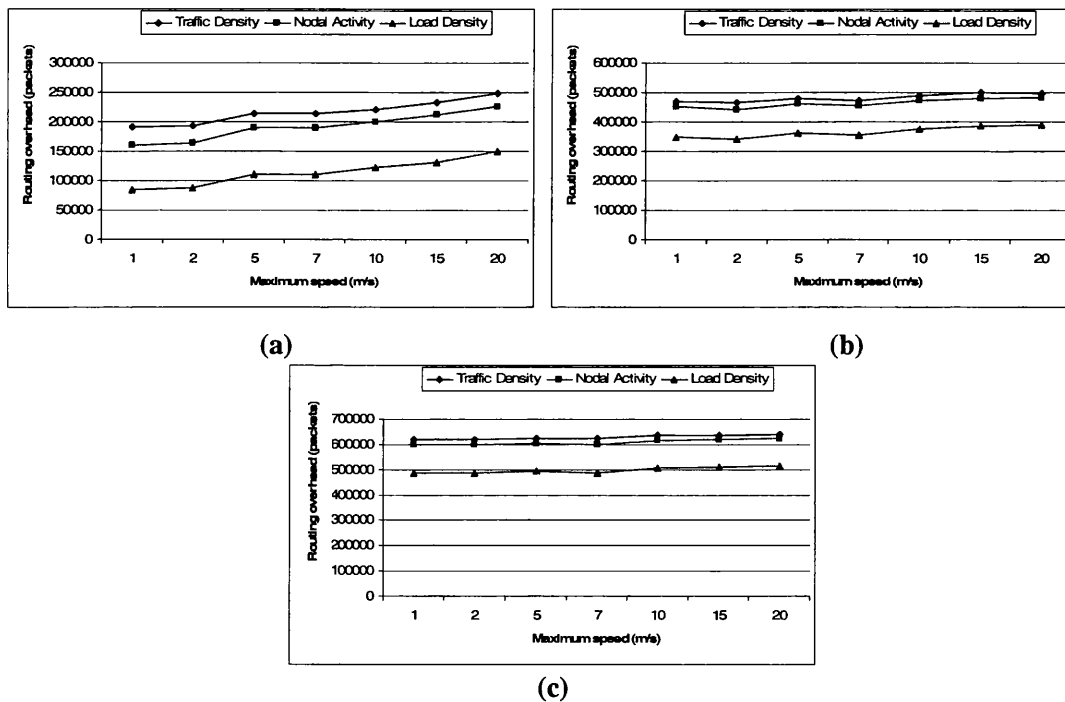 Traffic Density Nodal Activity Load Density
Routing overhead (packets)
300000
250000
200000
150000
100000
50000
0
1 2 5 7 10 15 20
Maximum speed (m/s)
(a)
Traffic Density Nodal Activity Load Density
Routing overhead (packets)
600000
500000
400000
300000
200000
100000
0
1 2 5 7 10 15 20
Maximum speed (m/s)
(b)
Traffic Density Nodal Activity Load Density
Routing overhead (packets)
700000
600000
500000
400000
300000
200000
100000
0
1 2 5 7 10 15 20
Maximum speed (m/s)
(c)